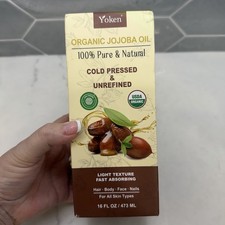 Yoken
ORGANIC JOJOBA OIL
100% Pure & Natural
COLD PRESSED &
UNREFINED
USDA
ORGANIC
LIGHT TEXTURE
FAST ABSORBING
Hair · Body · Face · Nails
For All Skin Types
16 FL OZ / 473 ML